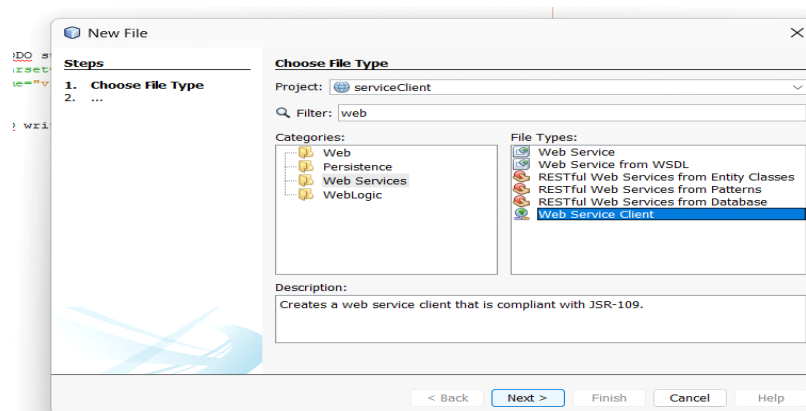 New File
DO s
Steps
1. Choose File Type
2. ...
wri
Choose File Type
Project: serviceClient
Filter: web
Categories:
Web
Persistence
Web Services
WebLogic
File Types:
Web Service
Web Service from WSDL
RESTful Web Services from Entity Classes
RESTful Web Services from Patterns
RESTful Web Services from Database
Web Service Client
Description:
Creates a web service client that is compliant with JSR-109.
< Back Next > Finish Cancel Help